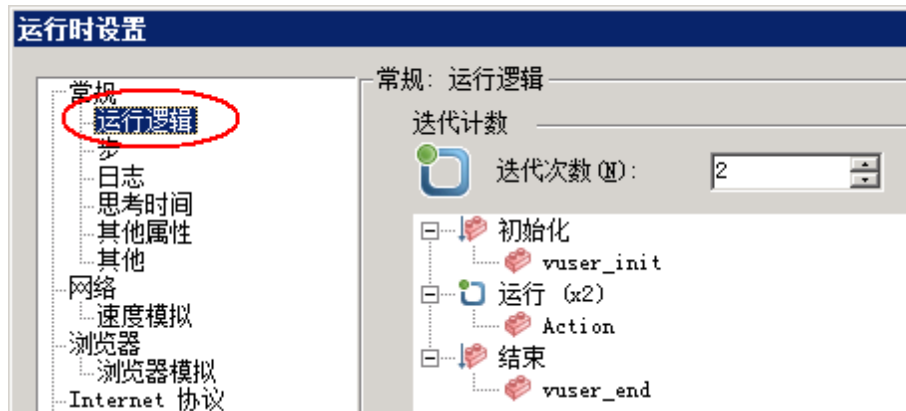 运行时设置
常规
运行逻辑
步
日志
思考时间
其他属性
其他
网络
速度模拟
浏览器
浏览器模拟
Internet 协议
常规: 运行逻辑
迭代计数
迭代次数(N):
2
初始化
vuser_init
运行 (x2)
Action
结束
vuser_end